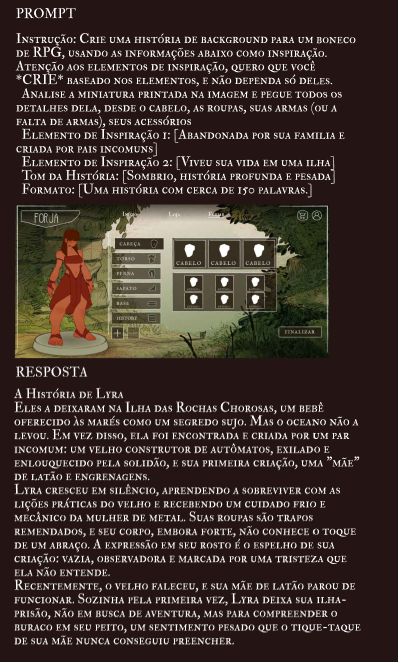 PROMPT
Instrução: Crie uma história de background para um boneco
de RPG, usando as informações abaixo como inspiração.
Atenção aos elementos de inspiração, quero que você
*CRIE* baseado nos elementos, e não dependa só deles.
Analise a miniatura printada na imagem e pegue todos os
detalhes dela, desde o cabelo, as roupas, suas armas (ou a
falta de armas), seus acessórios
Elemento de Inspiração 1: [Abandonada por sua familia e
criada por pais incomuns]
Elemento de Inspiração 2: [Viveu sua vida em uma ilha]
Tom da História: [Sombrio, história profunda e pesada]
Formato: [Uma história com cerca de 150 palavras.]
FORJA
Loja
CABEÇA
TORSO
PERNA
SAPATO
BASE
HISTORY
CABELO CABELO CABELO
FINALIZAR
RESPOSTA
A História de Lyra
Eles a deixaram na Ilha das Rochas Chorosas, um bebê
oferecido às marés como um segredo sujo. Mas o oceano não a
levou. Em vez disso, ela foi encontrada e criada por um par
incomum: um velho construtor de autômatos, exilado e
enlouquecido pela solidão, e sua primeira criação, uma "mãe"
de latão e engrenagens.
Lyra cresceu em silêncio, aprendendo a sobreviver com as
lições práticas do velho e recebendo um cuidado frio e
mecânico da mulher de metal. Suas roupas são trapos
remendados, e seu corpo, embora forte, não conhece o toque
de um abraço. A expressão em seu rosto é o espelho de sua
criação: vazia, observadora e marcada por uma tristeza que
ela não entende.
Recentemente, o velho faleceu, e sua mãe de latão parou de
funcionar. Sozinha pela primeira vez, Lyra deixa sua ilha-
prisão, não em busca de aventura, mas para compreender o
buraco em seu peito, um sentimento pesado que o tique-taque
de sua mãe nunca conseguiu preencher.